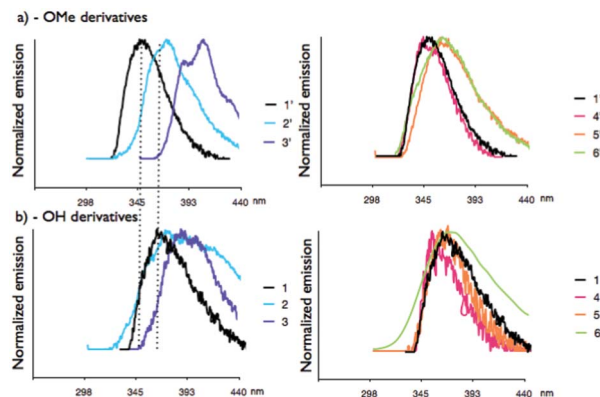 a) - OMe derivatives
Normalized emission
298 345 393 440 nm
1'
2'
3'
Normalized emission
298 345 393 440 nm
1'
4'
5'
6'
b) - OH derivatives
Normalized emission
298 345 393 440 nm
1
2
3
Normalized emission
298 345 393 440 nm
1
4
5
6